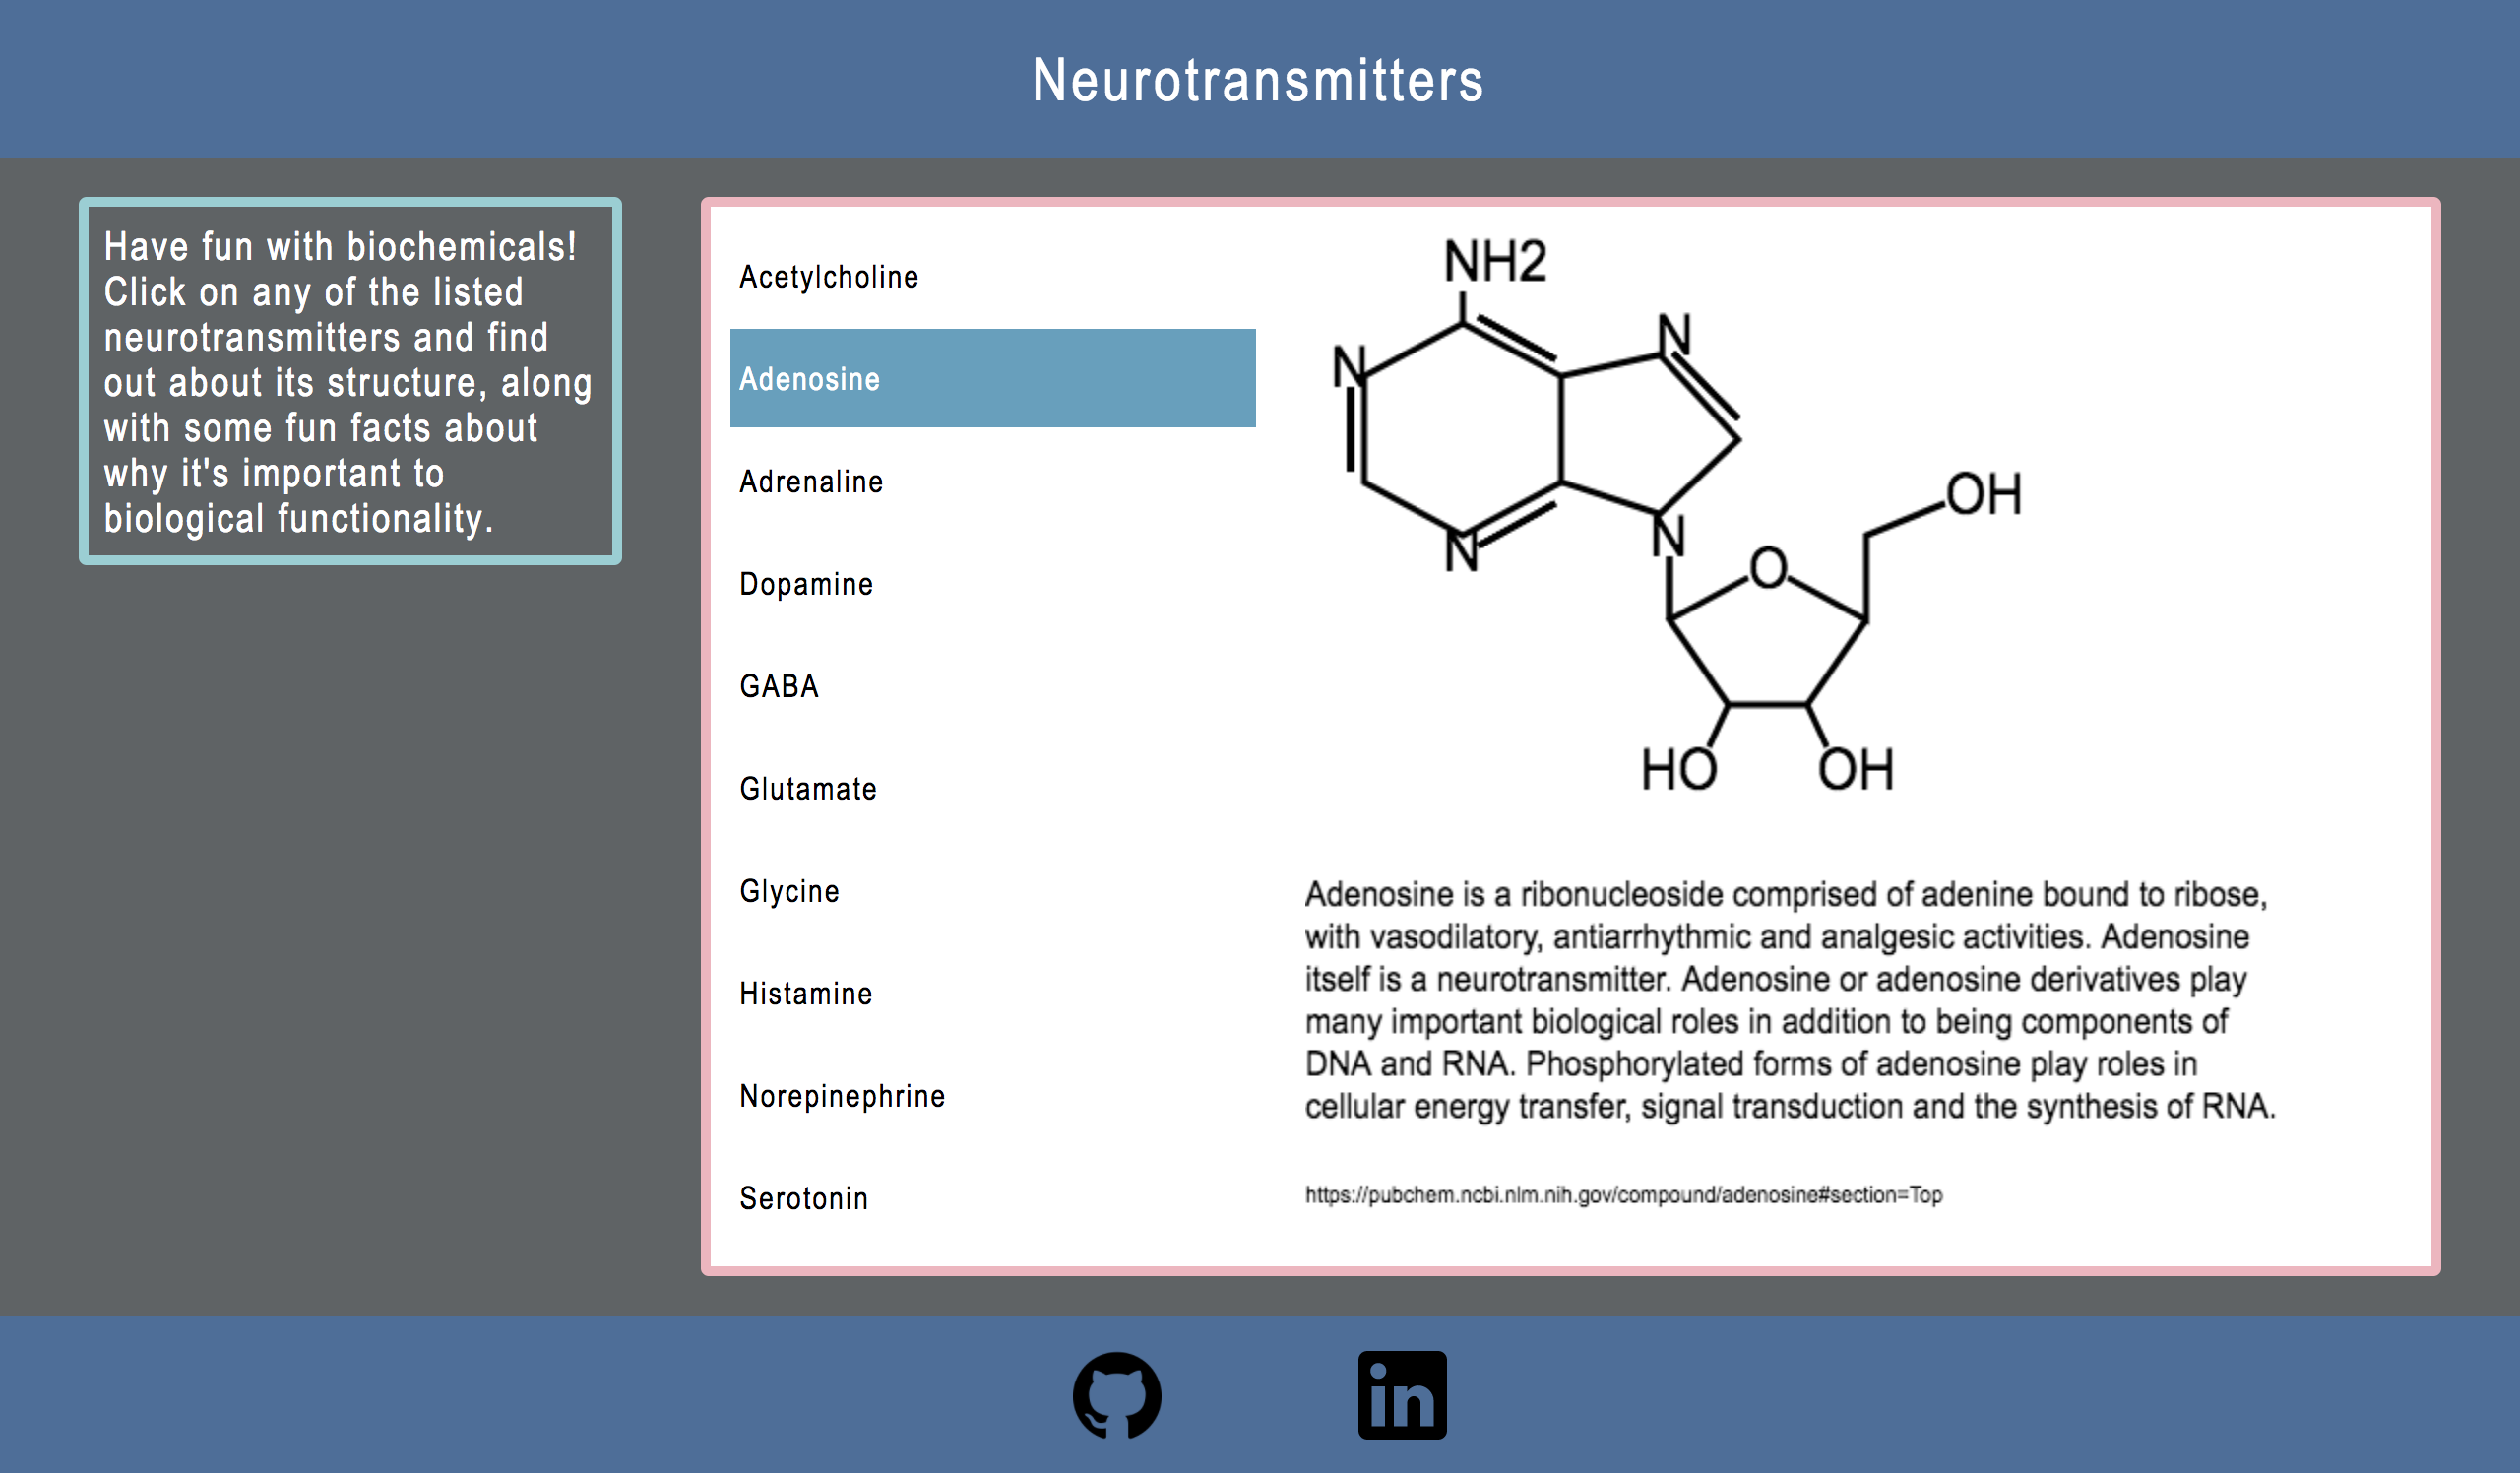 Neurotransmitters
Have fun with biochemicals!
Click on any of the listed
neurotransmitters and find
out about its structure, along
with some fun facts about
why it's important to
biological functionality.
Acetylcholine
Adenosine
Adrenaline
Dopamine
GABA
Glutamate
Glycine
Histamine
Norepinephrine
Serotonin
NH2
N
N
N
N
OH
O
HO
OH
Adenosine is a ribonucleoside comprised of adenine bound to ribose,
with vasodilatory, antiarrhythmic and analgesic activities. Adenosine
itself is a neurotransmitter. Adenosine or adenosine derivatives play
many important biological roles in addition to being components of
DNA and RNA. Phosphorylated forms of adenosine play roles in
cellular energy transfer, signal transduction and the synthesis of RNA.
https://pubchem.ncbi.nlm.nih.gov/compound/adenosine#section=Top
in